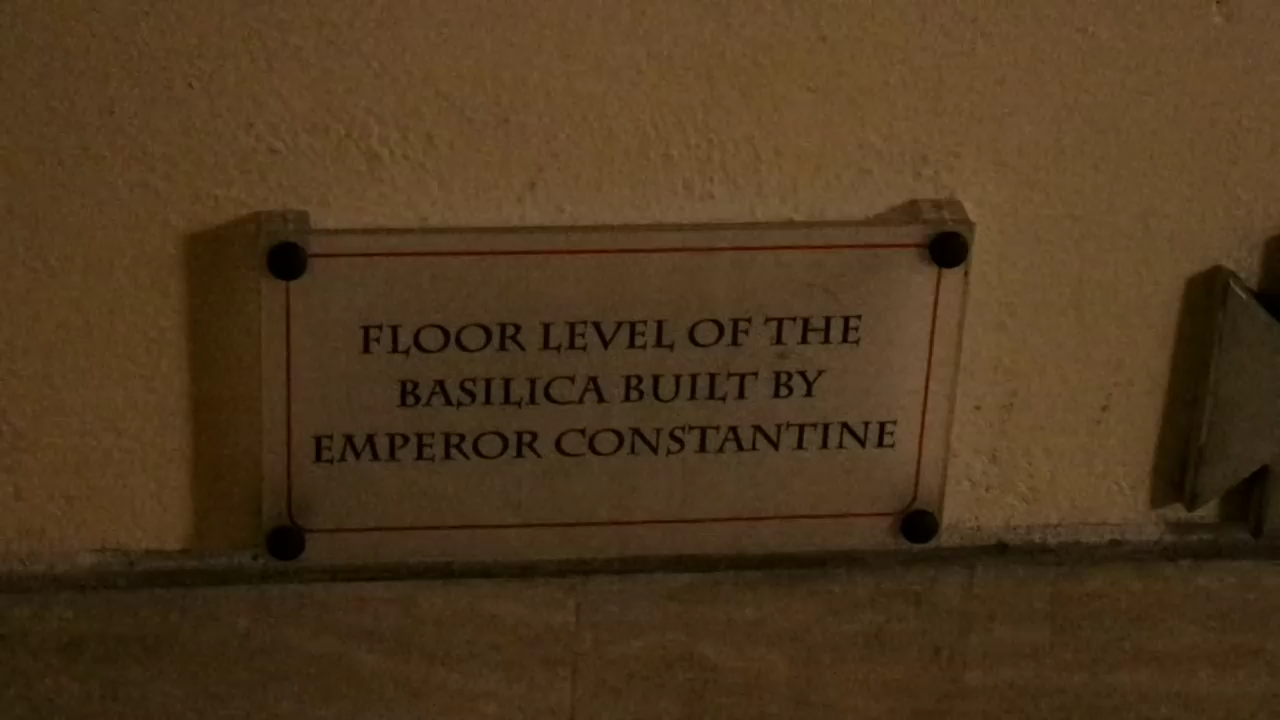 FLOOR LEVEL OF THE
BASILICA BUILT BY
EMPEROR CONSTANTINE